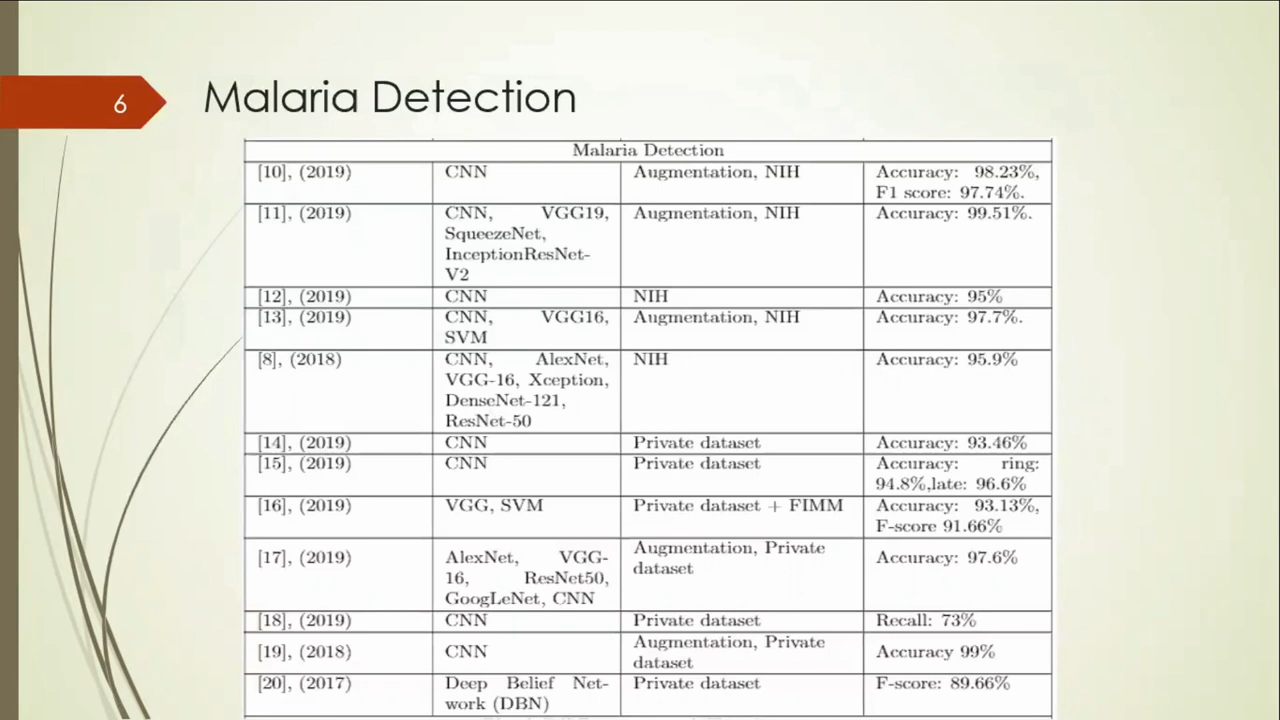 6
Malaria Detection
Malaria Detection
[10], (2019) CNN Augmentation, NIH Accuracy: 98.23%,
F1 score: 97.74%.
[11], (2019) CNN, VGG19, Augmentation, NIH Accuracy: 99.51%.
SqueezeNet,
InceptionResNet-
V2
[12], (2019) CNN NIH Accuracy: 95%
[13], (2019) CNN, VGG16, Augmentation, NIH Accuracy: 97.7%.
SVM
[8], (2018) CNN, AlexNet, NIH Accuracy: 95.9%
VGG-16, Xception,
DenseNet-121,
ResNet-50
[14], (2019) CNN Private dataset Accuracy: 93.46%
[15], (2019) CNN Private dataset Accuracy: ring:
94.8%,late: 96.6%
[16], (2019) VGG, SVM Private dataset + FIMM Accuracy: 93.13%,
F-score 91.66%
[17], (2019) AlexNet, VGG- Augmentation, Private Accuracy: 97.6%
16, ResNet50, dataset
GoogLeNet, CNN
[18], (2019) CNN Private dataset Recall: 73%
[19], (2018) CNN Augmentation, Private Accuracy 99%
dataset
[20], (2017) Deep Belief Net- Private dataset F-score: 89.66%
work (DBN)